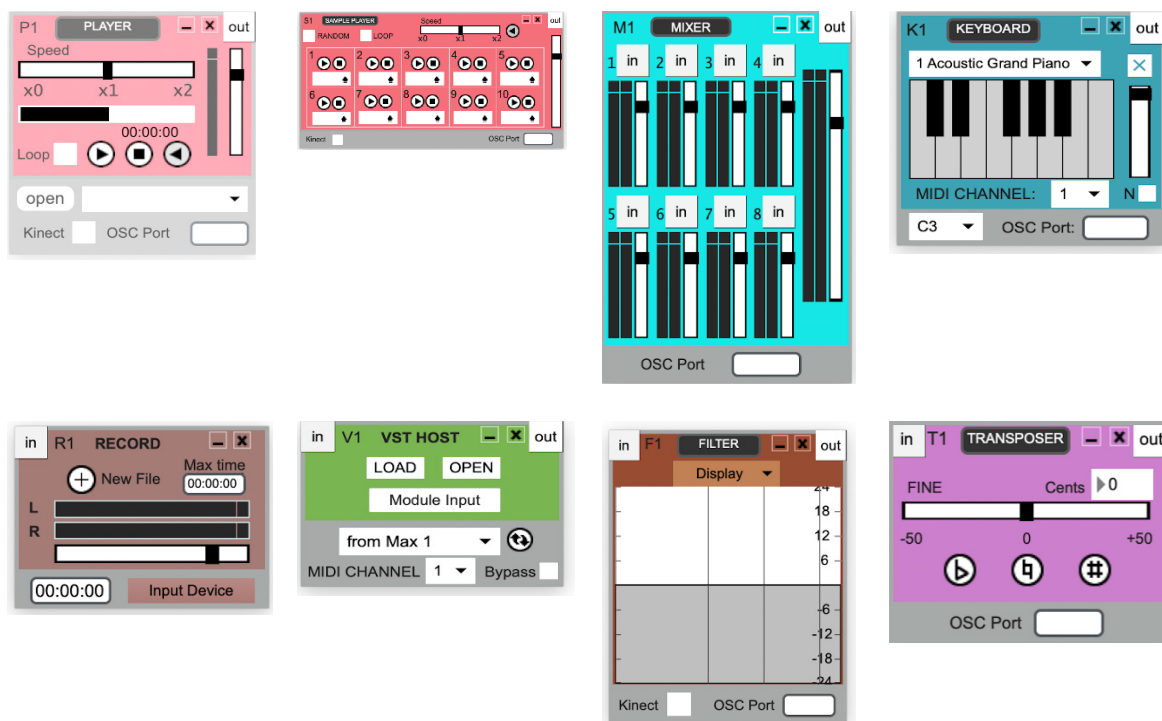 P1 PLAYER out
Speed
x0 x1 x2
00:00:00
Loop
open
Kinect OSC Port
S1 SAMPLE PLAYER Speed out
RANDOM LOOP x0 x1 x2
1 2 3 4 5
6 7 8 9 10
Kinect OSC Port
M1 MIXER out
1 in 2 in 3 in 4 in
5 in 6 in 7 in 8 in
OSC Port
K1 KEYBOARD out
1 Acoustic Grand Piano
MIDI CHANNEL: 1 N
C3 OSC Port:
in R1 RECORD
New File Max time
00:00:00
L
R
00:00:00 Input Device
in V1 VST HOST out
LOAD OPEN
Module Input
from Max 1
MIDI CHANNEL 1 Bypass
in F1 FILTER out
Display
24
18
12
6
-6
-12
-18
-24
Kinect OSC Port
in T1 TRANSPOSER out
FINE Cents 0
-50 0 +50
OSC Port